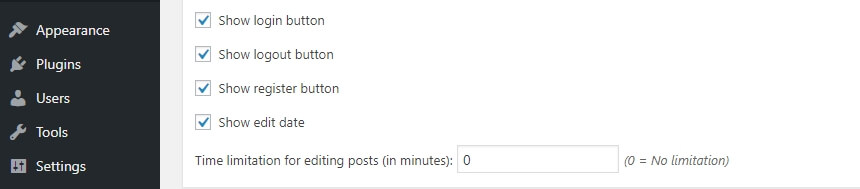 Appearance
Plugins
Users
Tools
Settings
Show login button
Show logout button
Show register button
Show edit date
Time limitation for editing posts (in minutes): 0 (0 = No limitation)